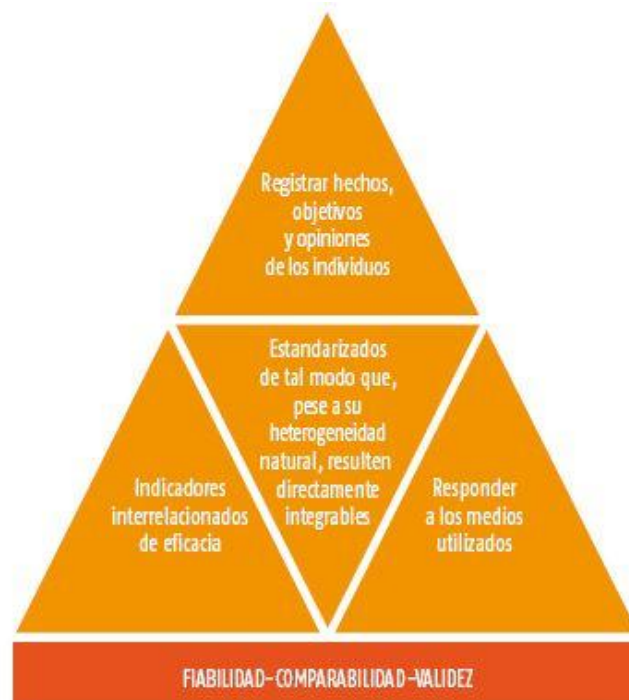 Registrar hechos,
objetivos
y opiniones
de los individuos
Estandarizados
de tal modo que,
pese a su
heterogeneidad
natural, resulten
directamente
integrables
Indicadores
interrelacionados
de eficacia
Responder
a los medios
utilizados
FIABILIDAD-COMPARABILIDAD-VALIDEZ